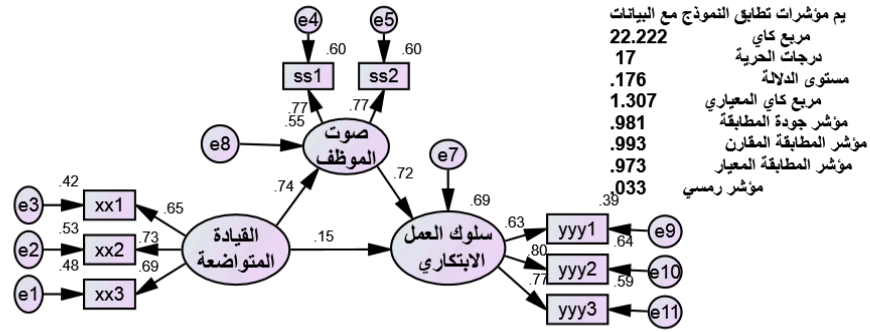 يم مؤشرات تطابق النموذج مع البيانات
مربع كاي 22.222
درجات الحرية 17
مستوى الدلالة .176
مربع كاي المعياري 1.307
مؤشر جودة المطابقة .981
مؤشر المطابقة المقارن .993
مؤشر المطابقة المعيار .973
مؤشر رمسي .033
e4 e5
.60 .60
ss1 ss2
.77 .77
.55
صوت
الموظف
e8
e7
.74 .72
.42
e3 xx1 .65
.53
e2 xx2 .73
.48
e1 xx3 .69
القيادة
المتواضعة
.15
.69
سلوك العمل
الابتكاري
.39
.63 yyy1 e9
.64
.80 yyy2 e10
.59
.77 yyy3 e11